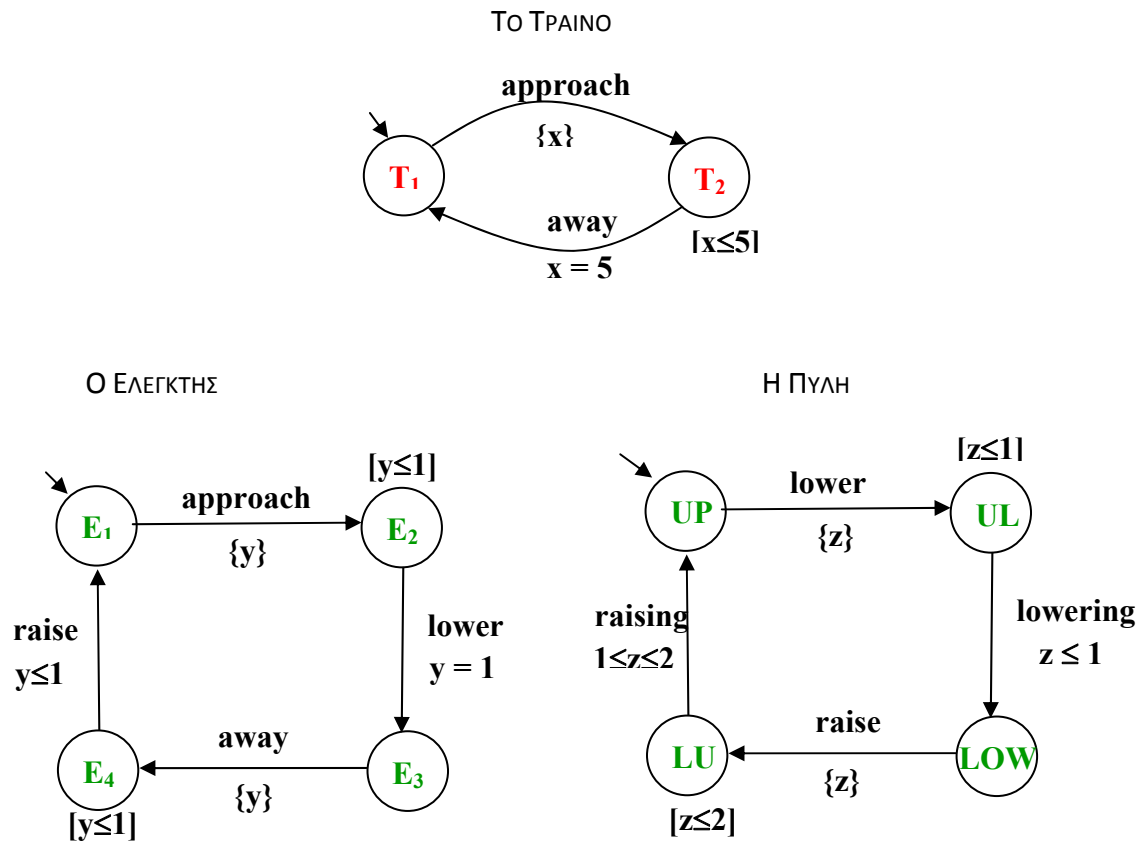 ΤΟ ΤΡΑΙΝΟ
approach
{x}
T₁
T₂
away
x = 5
[x≤5]
Ο ΕΛΕΓΚΤΗΣ
Η ΠΥΛΗ
[y≤1]
[z≤1]
approach
lower
E₁
E₂
UP
UL
{y}
{z}
raise
y≤1
lower
y = 1
raising
1≤z≤2
lowering
z ≤ 1
away
raise
E₄
E₃
LU
LOW
{y}
{z}
[y≤1]
[z≤2]